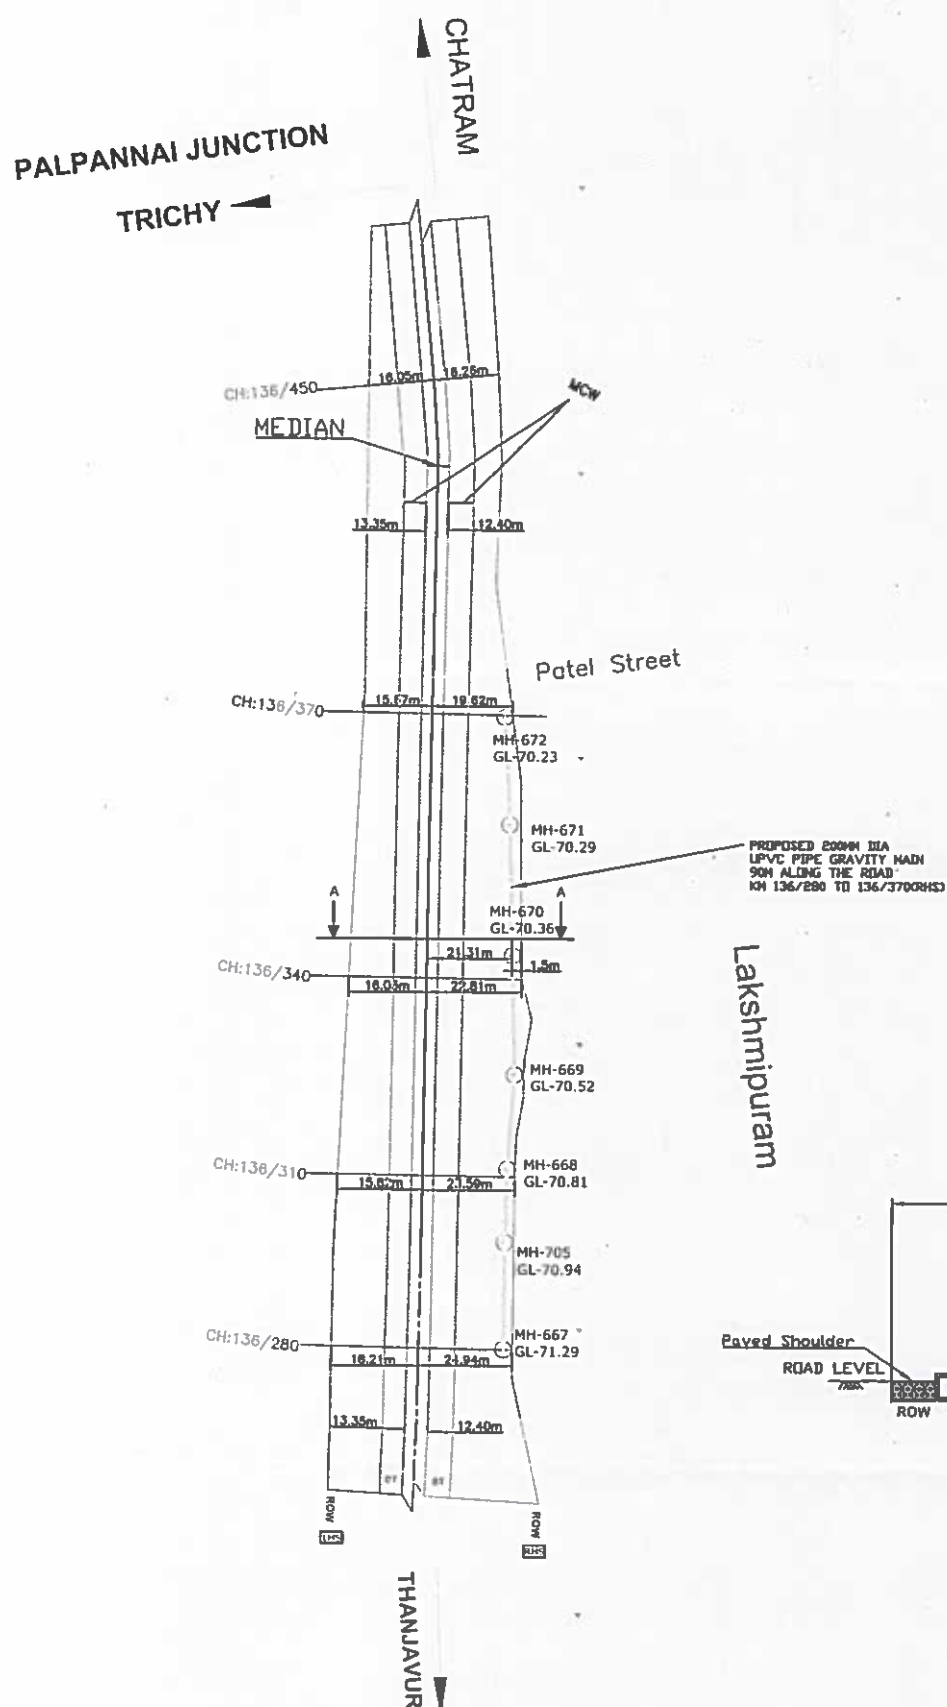 CHATRAM
PALPANNAI JUNCTION
TRICHY
CH:136/450
16.05m
16.26m
MCW
MEDIAN
13.35m
12.40m
Patel Street
CH:136/370
19.62m
MH-672
GL-70.23
MH-671
GL-70.29
PROPOSED 200MM DIA
UPVC PIPE GRAVITY MAIN
90M ALONG THE ROAD
KM 136/280 TO 136/370(RHS)
A
A
MH-670
GL-70.36
21.31m
1.5m
CH:136/340
22.81m
Lakshmipuram
MH-669
GL-70.52
CH:136/310
MH-668
GL-70.81
MH-705
GL-70.94
CH:136/280
MH-667
GL-71.29
16.21m
24.94m
Paved Shoulder
ROAD LEVEL
ROW
13.35m
12.40m
BT
BT
ROW
LHS
ROW
RHS
THANJAVUR